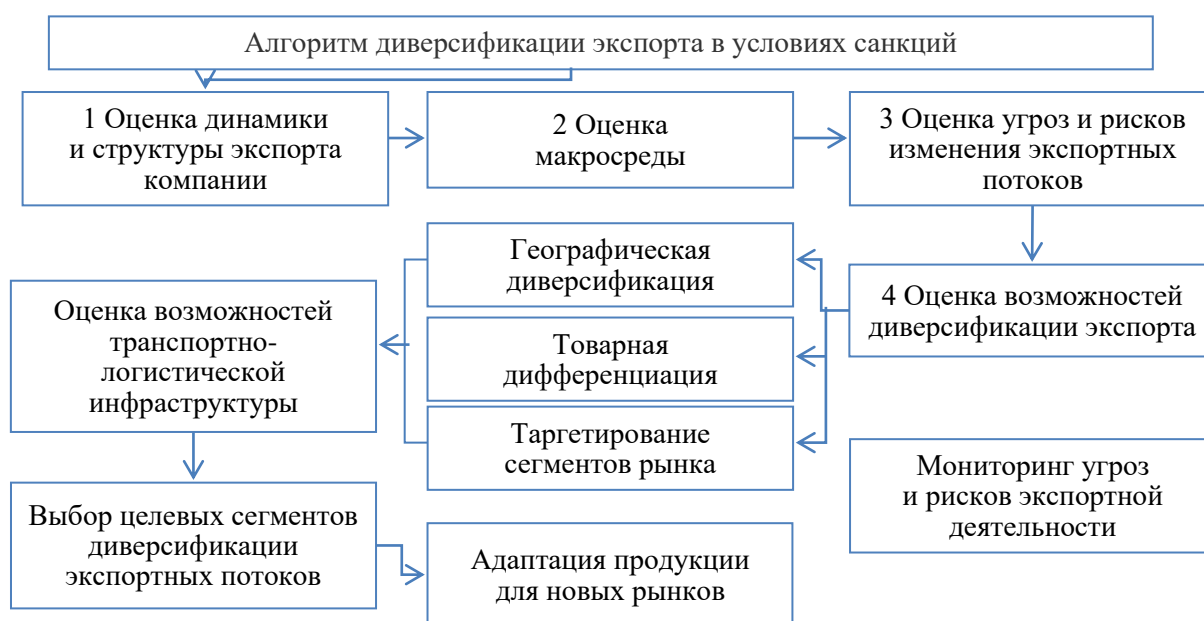 Алгоритм диверсификации экспорта в условиях санкций
1 Оценка динамики
и структуры экспорта
компании
2 Оценка
макросреды
3 Оценка угроз и рисков
изменения экспортных
потоков
4 Оценка возможностей
диверсификации экспорта
Географическая
диверсификация
Товарная
дифференциация
Таргетирование
сегментов рынка
Оценка возможностей
транспортно-
логистической
инфраструктуры
Выбор целевых сегментов
диверсификации
экспортных потоков
Адаптация продукции
для новых рынков
Мониторинг угроз
и рисков экспортной
деятельности